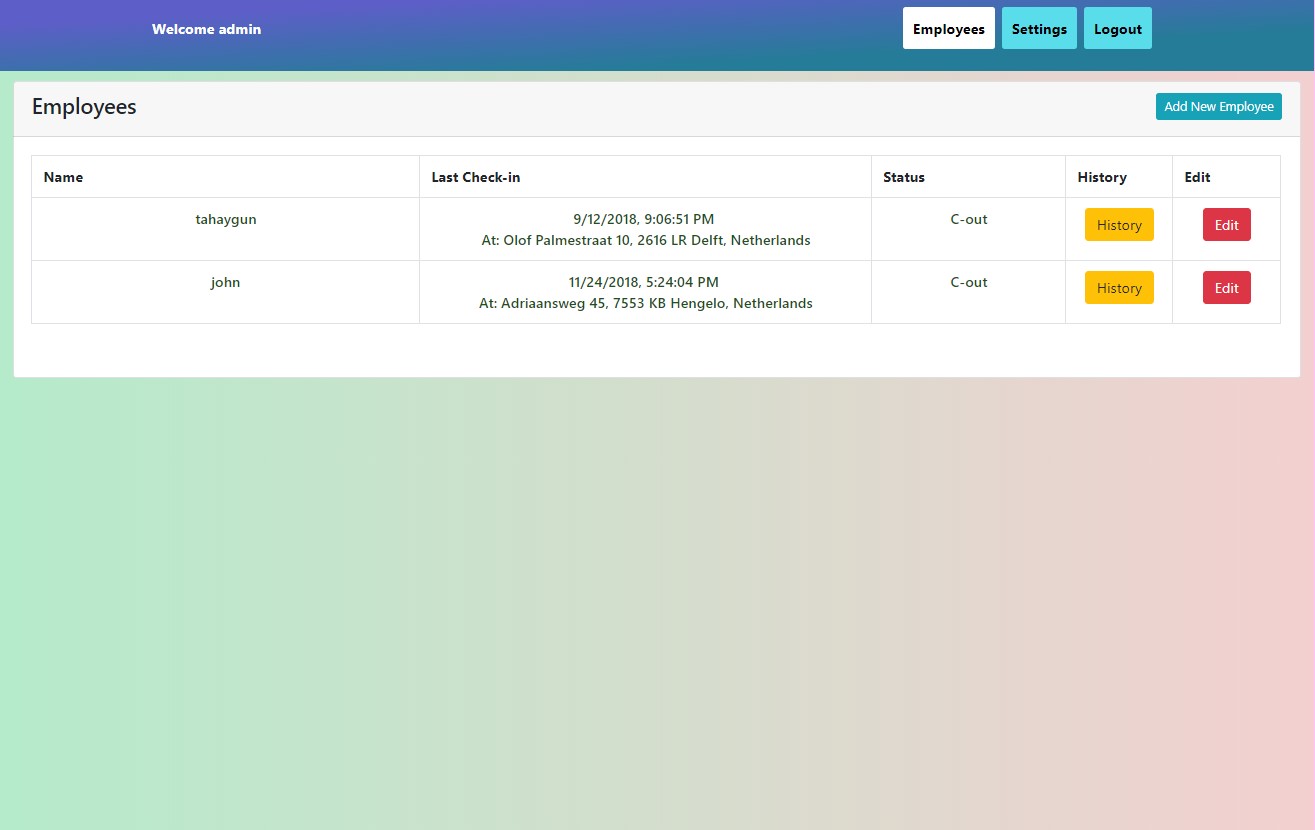 Welcome admin
Employees
Settings
Logout
Employees
Add New Employee
Name
Last Check-in
Status
History
Edit
tahaygun
9/12/2018, 9:06:51 PM
At: Olof Palmestraat 10, 2616 LR Delft, Netherlands
C-out
History
Edit
john
11/24/2018, 5:24:04 PM
At: Adriaansweg 45, 7553 KB Hengelo, Netherlands
C-out
History
Edit